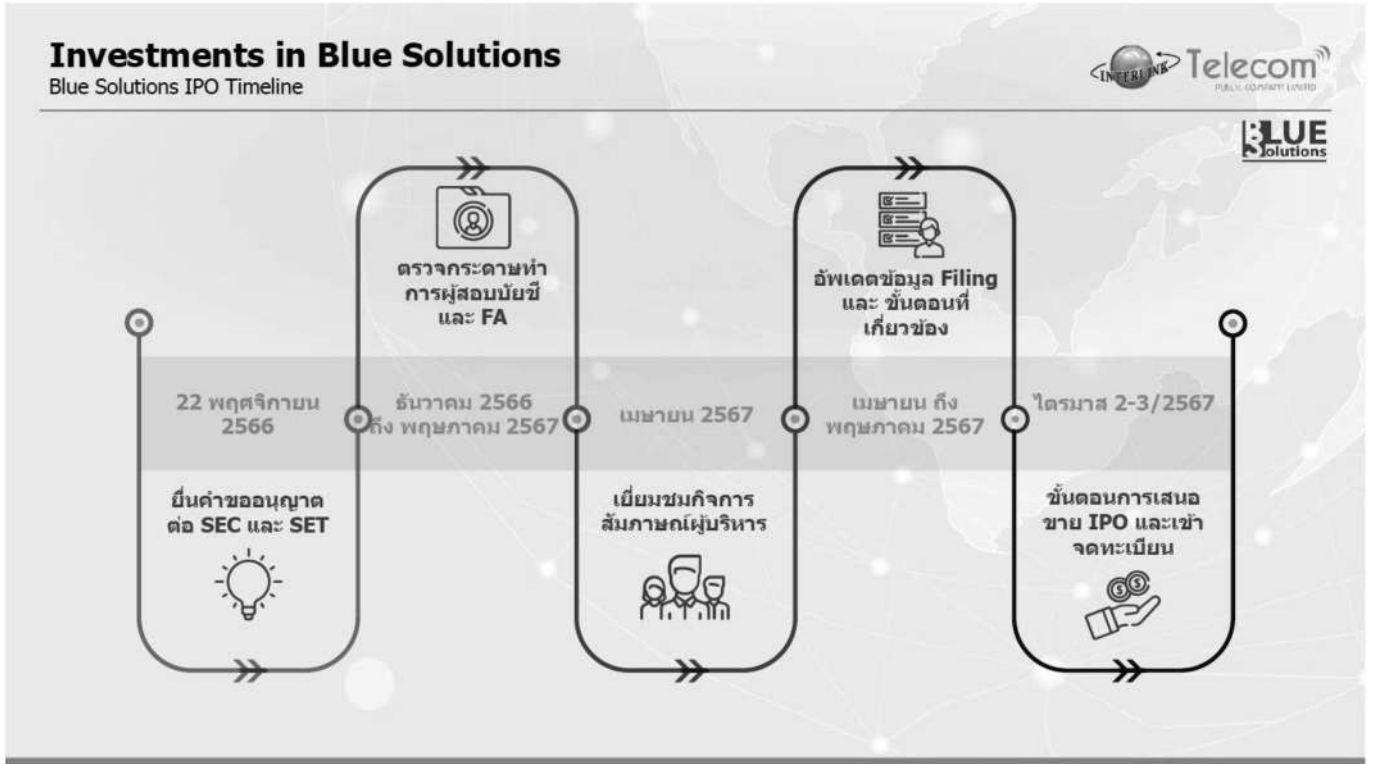 Investments in Blue Solutions
Blue Solutions IPO Timeline
INTERLINK Telecom
PUBLIC COMPANY LIMITED
BLUE
Solutions
22 พฤศจิกายน
2566
ยื่นคำขออนุญาต
ต่อ SEC และ SET
ตรวจกระดาษทำ
การผู้สอบบัยชี
และ FA
ธันวาคม 2566
ถึง พฤษภาคม 2567
เมษายน 2567
เยี่ยมชมกิจการ
สัมภาษณ์ผู้บริหาร
อัพเดตข้อมูล Filing
และ ขั้นตอนที่
เกี่ยวข้อง
เมษายน ถึง
พฤษภาคม 2567
ไตรมาส 2-3/2567
ขั้นตอนการเสนอ
ขาย IPO และเข้า
จดทะเบียน